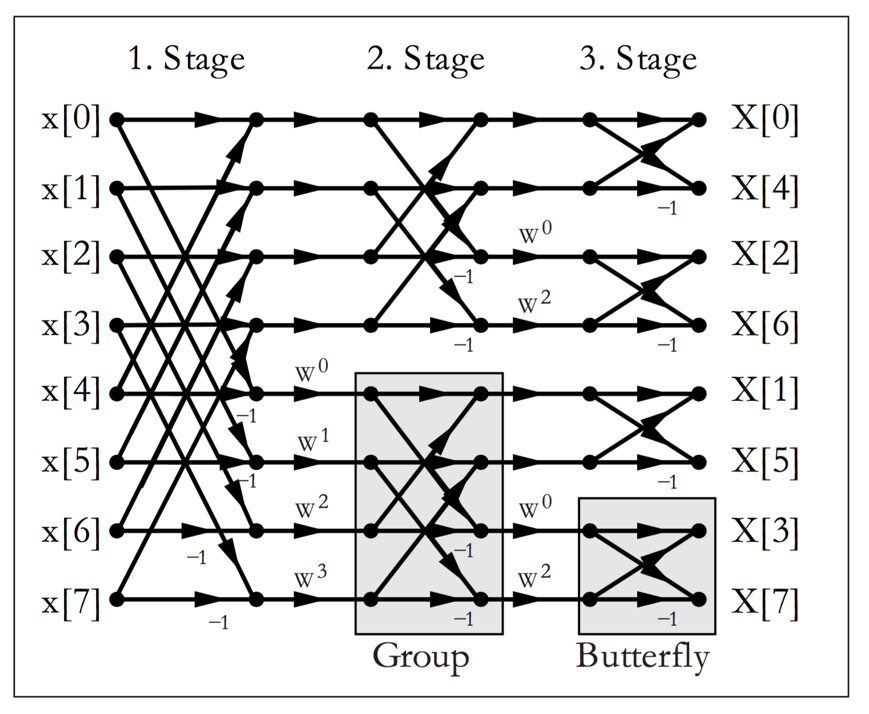 1. Stage 2. Stage 3. Stage
x[0] X[0]
x[1] X[4]
-1
w^0
x[2] X[2]
-1
w^2
x[3] X[6]
-1 -1
w^0
x[4] X[1]
-1
w^1
x[5] X[5]
-1 -1
w^2 w^0
x[6] X[3]
-1 -1
w^3 w^2
x[7] X[7]
-1 -1 -1
Group Butterfly